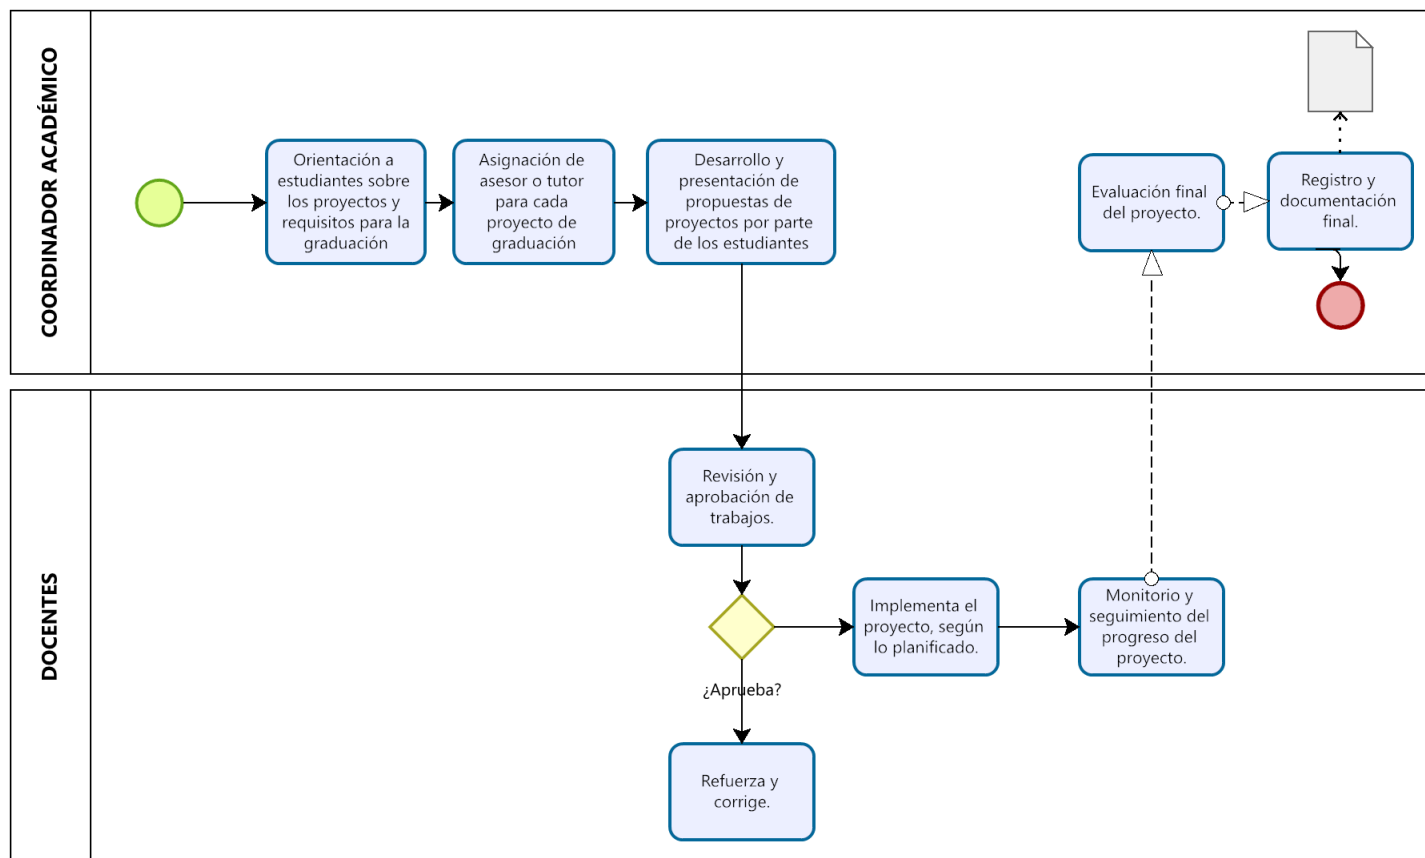 COORDINADOR ACADÉMICO
Orientación a
estudiantes sobre
los proyectos y
requisitos para la
graduación
Asignación de
asesor o tutor
para cada
proyecto de
graduación
Desarrollo y
presentación de
propuestas de
proyectos por parte
de los estudiantes
Evaluación final
del proyecto.
Registro y
documentación
final.
DOCENTES
Revisión y
aprobación de
trabajos.
¿Aprueba?
Implementa el
proyecto, según
lo planificado.
Monitorio y
seguimiento del
progreso del
proyecto.
Refuerza y
corrige.